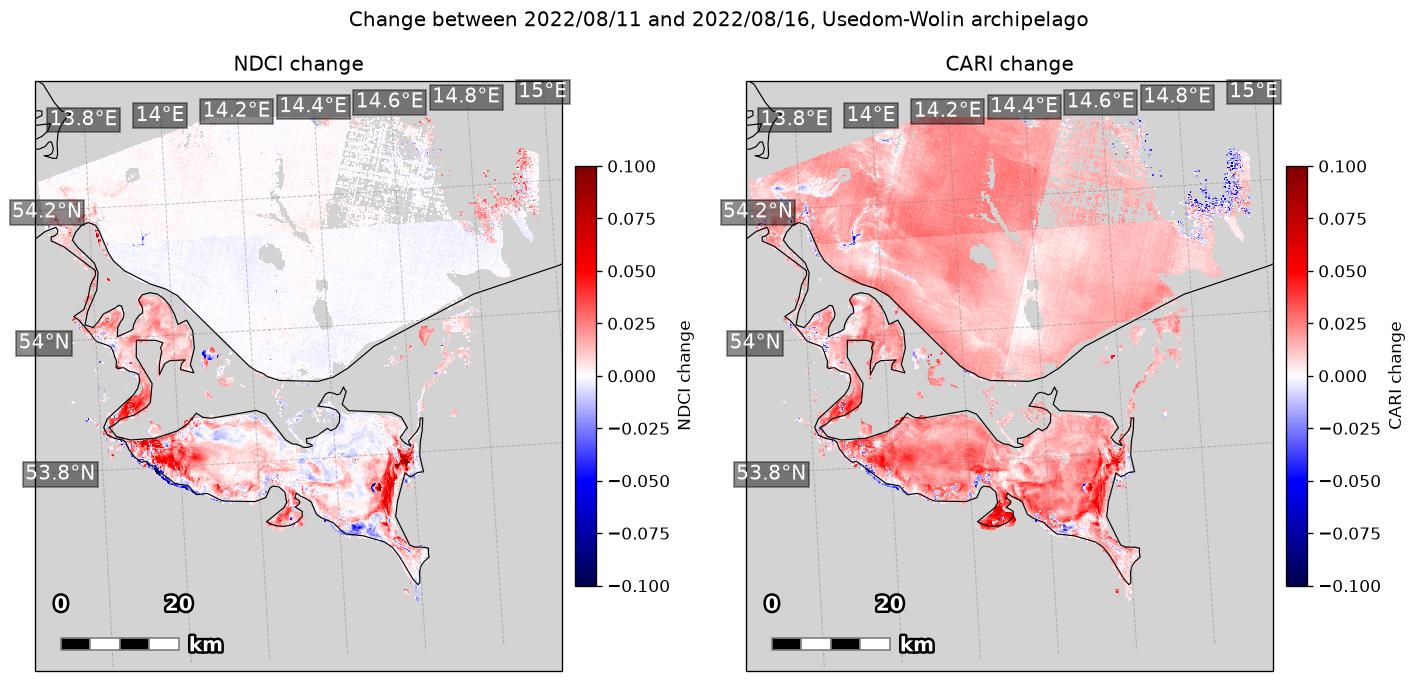 Change between 2022/08/11 and 2022/08/16, Usedom-Wolin archipelago
NDCI change
13.8°E 14°E 14.2°E 14.4°E 14.6°E 14.8°E 15°E
54.2°N
54°N
53.8°N
0 20
km
0.100
0.075
0.050
0.025
0.000
−0.025
−0.050
−0.075
−0.100
NDCI change
CARI change
13.8°E 14°E 14.2°E 14.4°E 14.6°E 14.8°E 15°E
54.2°N
54°N
53.8°N
0 20
km
0.100
0.075
0.050
0.025
0.000
−0.025
−0.050
−0.075
−0.100
CARI change